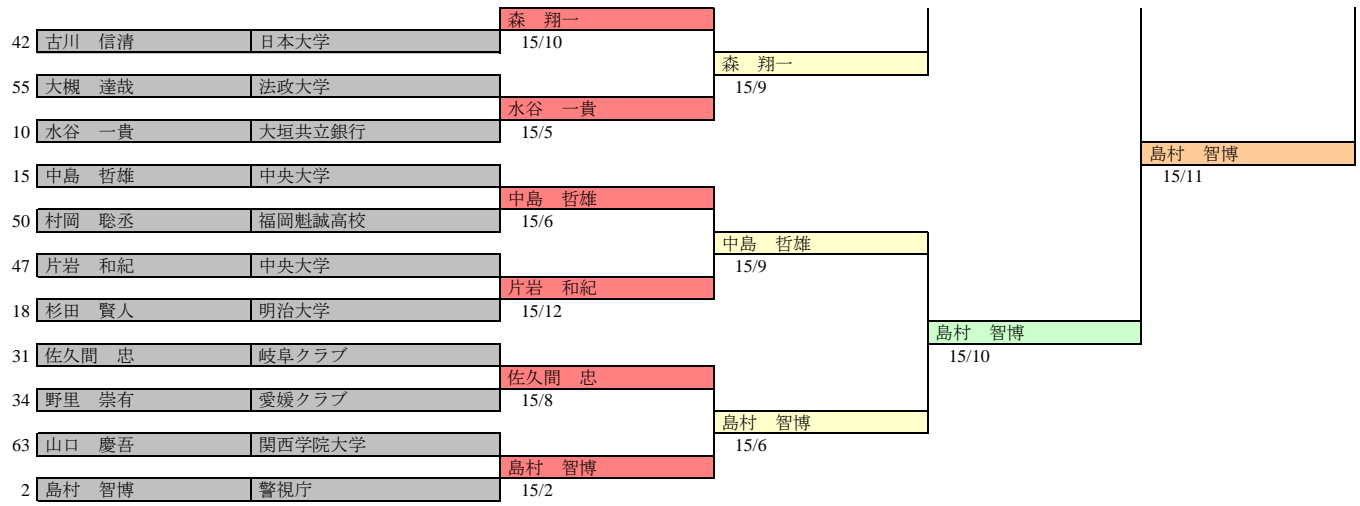 森　翔一
42 古川　信清 日本大学 15/10
森　翔一
55 大槻　達哉 法政大学 15/9
水谷　一貴
10 水谷　一貴 大垣共立銀行 15/5
島村　智博
15 中島　哲雄 中央大学 15/11
中島　哲雄
50 村岡　聡丞 福岡魁誠高校 15/6
中島　哲雄
47 片岩　和紀 中央大学 15/9
片岩　和紀
18 杉田　賢人 明治大学 15/12
島村　智博
31 佐久間　忠 岐阜クラブ 15/10
佐久間　忠
34 野里　崇有 愛媛クラブ 15/8
島村　智博
63 山口　慶吾 関西学院大学 15/6
島村　智博
2 島村　智博 警視庁 15/2